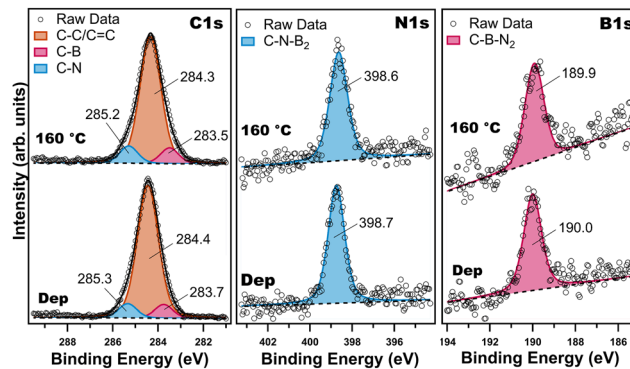 Raw Data
C1s
C-C/C=C
C-B
C-N
284.3
285.2
160 °C
283.5
284.4
285.3
283.7
Dep
288
286
284
282
Binding Energy (eV)
Intensity (arb. units)
Raw Data
N1s
C-N-B₂
398.6
160 °C
398.7
Dep
402
400
398
396
Binding Energy (eV)
Raw Data
B1s
C-B-N₂
189.9
160 °C
190.0
Dep
194
192
190
188
186
Binding Energy (eV)